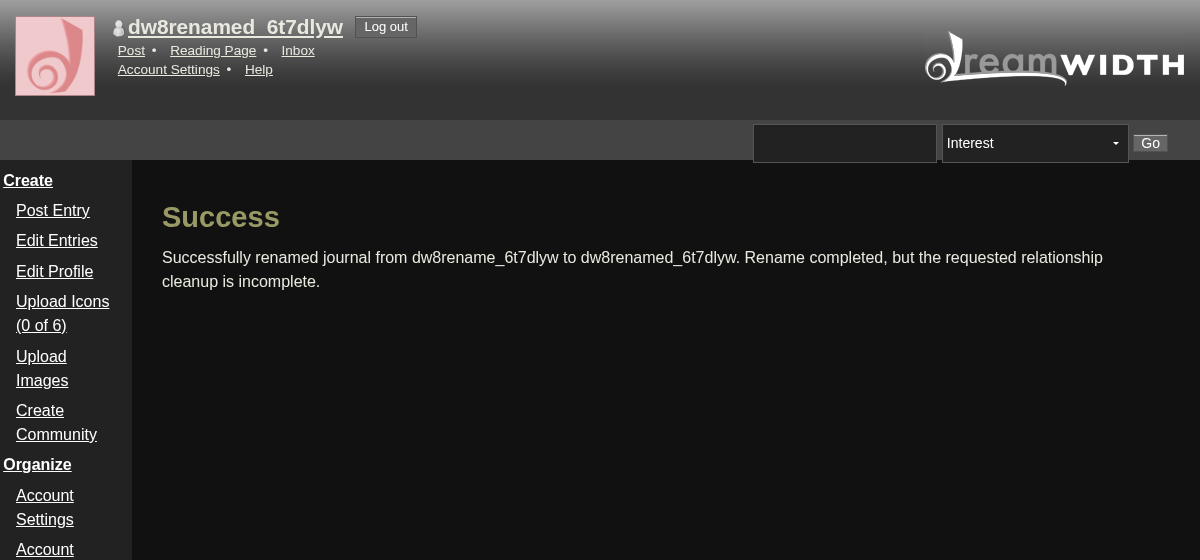 dw8renamed_6t7dlyw Log out
Post • Reading Page • Inbox
Account Settings • Help
dreamWIDTH
Interest Go
Create
Post Entry
Edit Entries
Edit Profile
Upload Icons
(0 of 6)
Upload
Images
Create
Community
Organize
Account
Settings
Account
Success
Successfully renamed journal from dw8rename_6t7dlyw to dw8renamed_6t7dlyw. Rename completed, but the requested relationship
cleanup is incomplete.